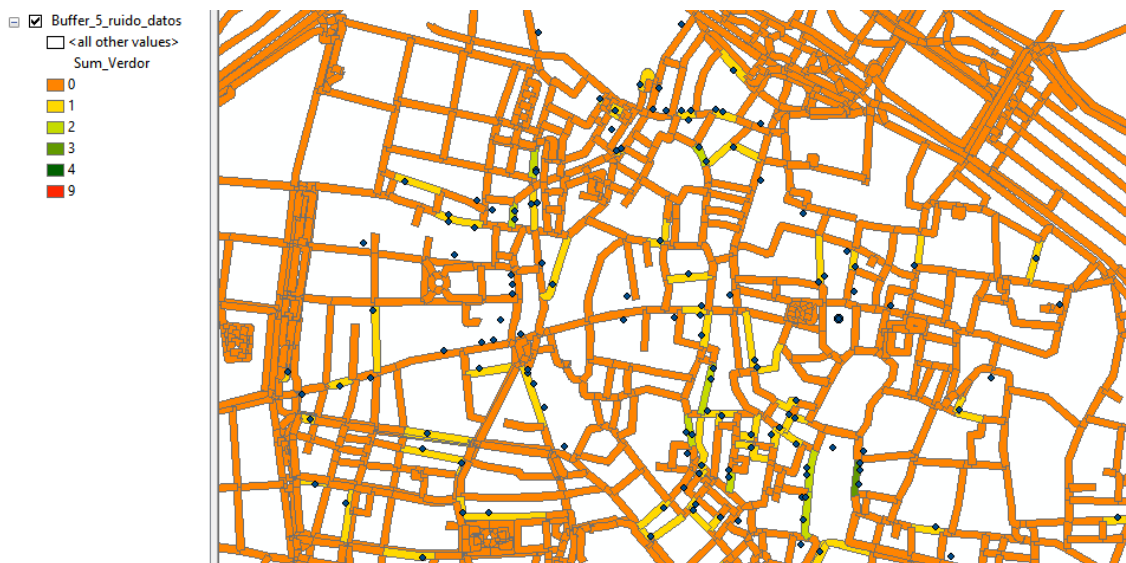 Buffer_5_ruido_datos
<all other values>
Sum_Verdor
0
1
2
3
4
9